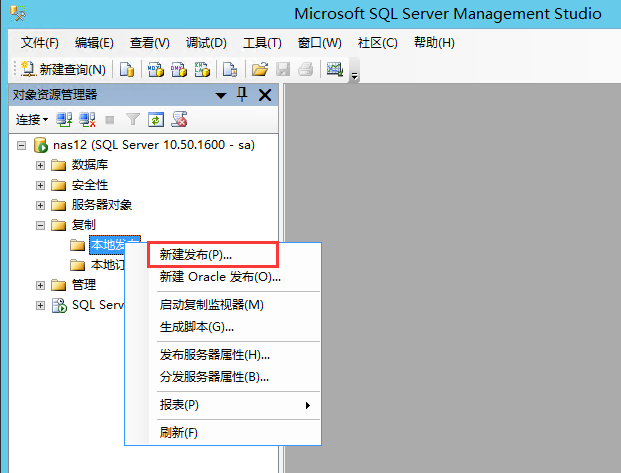 Microsoft SQL Server Management Studio
文件(F) 编辑(E) 查看(V) 调试(D) 工具(T) 窗口(W) 社区(C) 帮助(H)
新建查询(N)
对象资源管理器
连接
nas12 (SQL Server 10.50.1600 - sa)
数据库
安全性
服务器对象
复制
本地发布
本地订
管理
SQL Serv
新建发布(P)...
新建 Oracle 发布(O)...
启动复制监视器(M)
生成脚本(G)...
发布服务器属性(H)...
分发服务器属性(B)...
报表(P)
刷新(F)